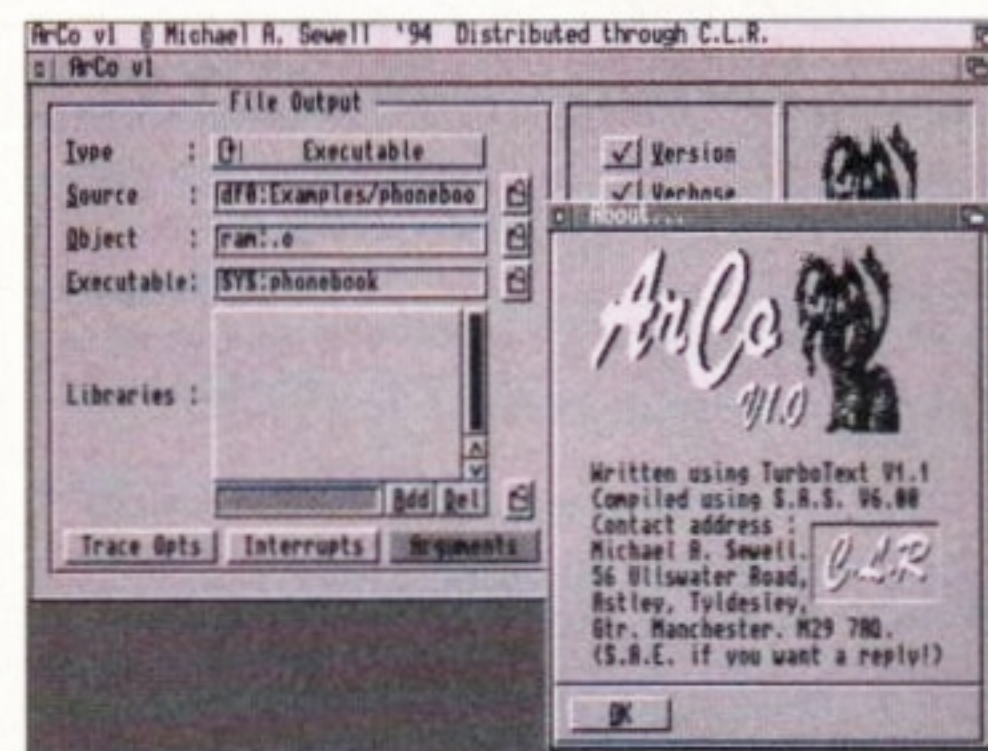 ArCo v1 © Michael A. Sewell '94 Distributed through C.L.R.
ArCo v1
File Output
Type : Executable
Source : df0:Examples/phoneboo
Object : ram:.o
Executable: SYS:phonebook
Libraries :
Add Del
Trace Opts Interrupts Arguments
Version
Verbose
About...
ArCo
V1.0
Written using TurboText V1.1
Compiled using S.A.S. V6.00
Contact address :
Michael A. Sewell.
56 Ullswater Road,
Astley, Tyldesley,
Gtr. Manchester. M29 7AQ.
(S.A.E. if you want a reply!)
C.L.R
OK